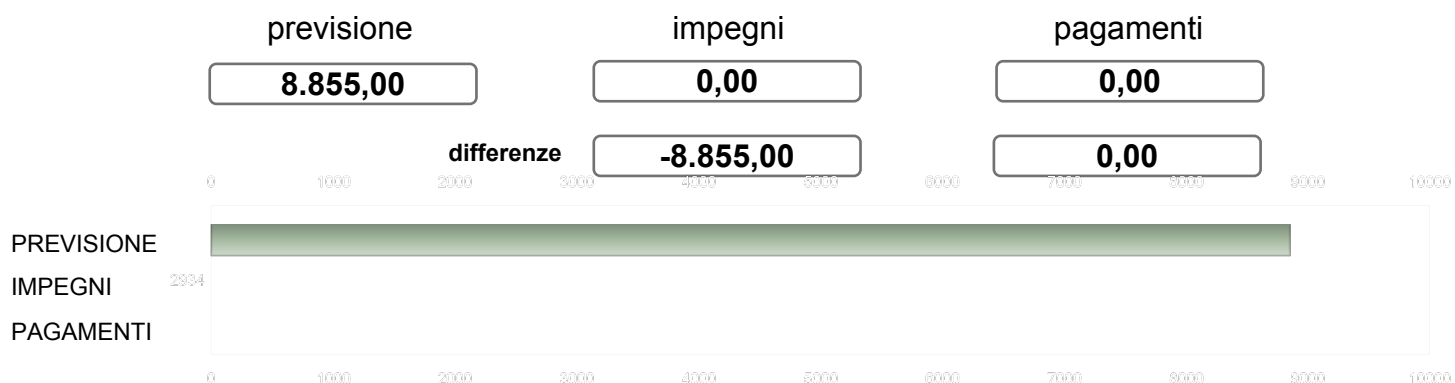 previsione impegni pagamenti
8.855,00 0,00 0,00
differenze -8.855,00 0,00
0 1000 2000 3000 4000 5000 6000 7000 8000 9000 10000
PREVISIONE
2934
IMPEGNI
PAGAMENTI
0 1000 2000 3000 4000 5000 6000 7000 8000 9000 10000